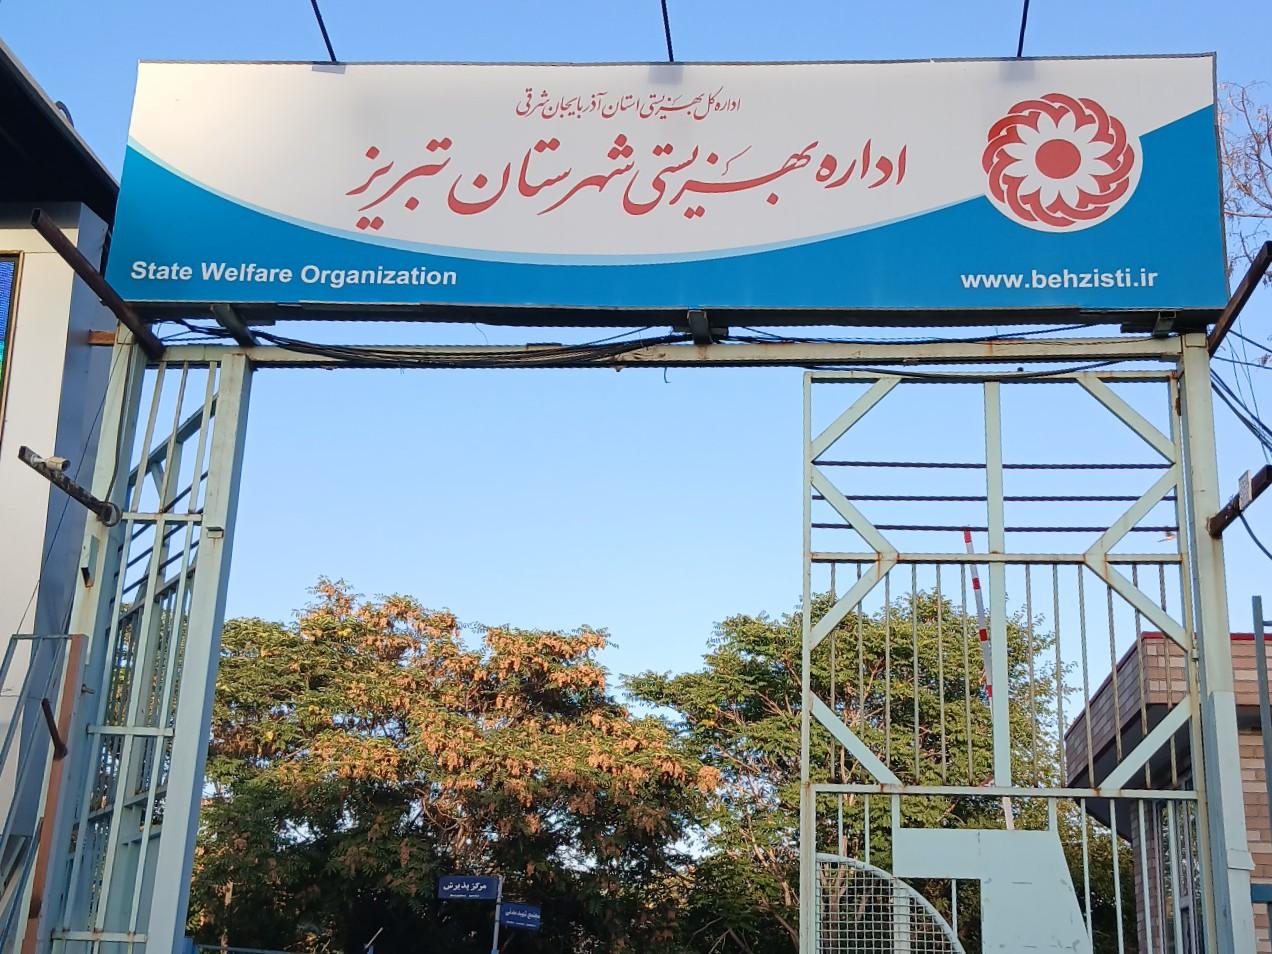 اداره کل بهزیستی استان آذربایجان شرقی
اداره بهزیستی شهرستان تبریز
State Welfare Organization
www.behzisti.ir
مرکز پذیرش